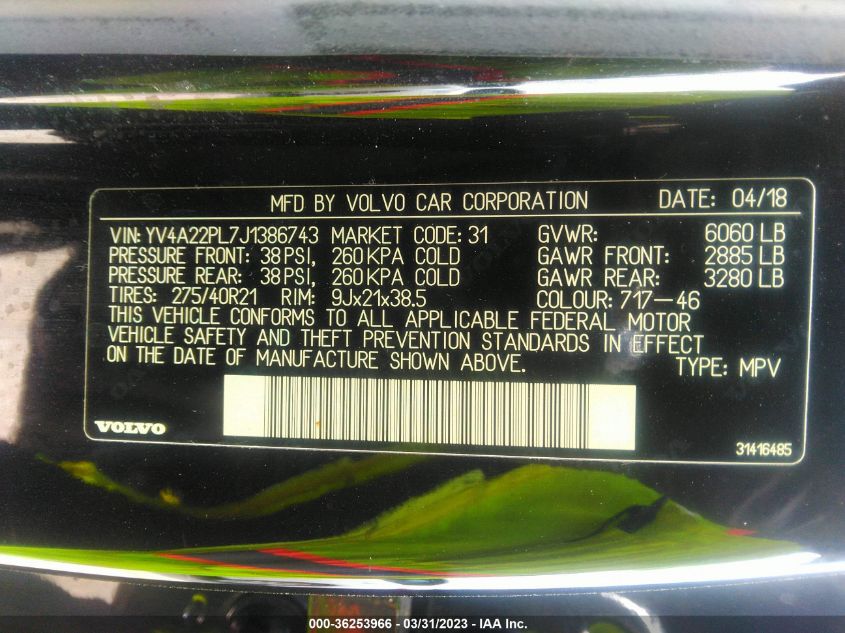 MFD BY VOLVO CAR CORPORATION DATE: 04/18
VIN: YV4A22PL7J1386743 MARKET CODE: 31 GVWR: 6060 LB
PRESSURE FRONT: 38 PSI, 260 KPA COLD GAWR FRONT: 2885 LB
PRESSURE REAR: 38 PSI, 260 KPA COLD GAWR REAR: 3280 LB
TIRES: 275/40R21 RIM: 9Jx21x38.5 COLOUR: 717-46
THIS VEHICLE CONFORMS TO ALL APPLICABLE FEDERAL MOTOR
VEHICLE SAFETY AND THEFT PREVENTION STANDARDS IN EFFECT
ON THE DATE OF MANUFACTURE SHOWN ABOVE. TYPE: MPV
VOLVO
31416485
000-36253966 - 03/31/2023 - IAA Inc.